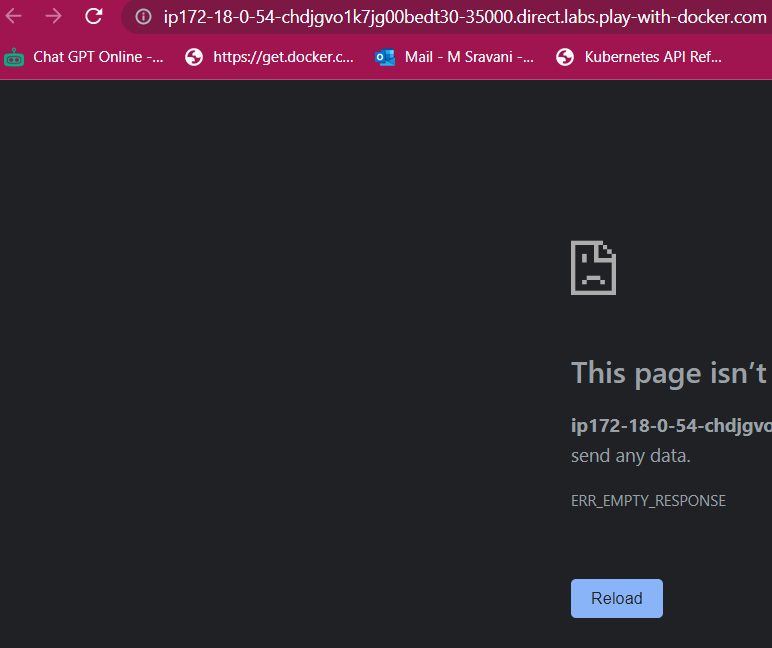 ip172-18-0-54-chdjgvo1k7jg00bedt30-35000.direct.labs.play-with-docker.com
Chat GPT Online -... https://get.docker.c... Mail - M Sravani -... Kubernetes API Ref...
This page isn’t
ip172-18-0-54-chdjgvo
send any data.
ERR_EMPTY_RESPONSE
Reload